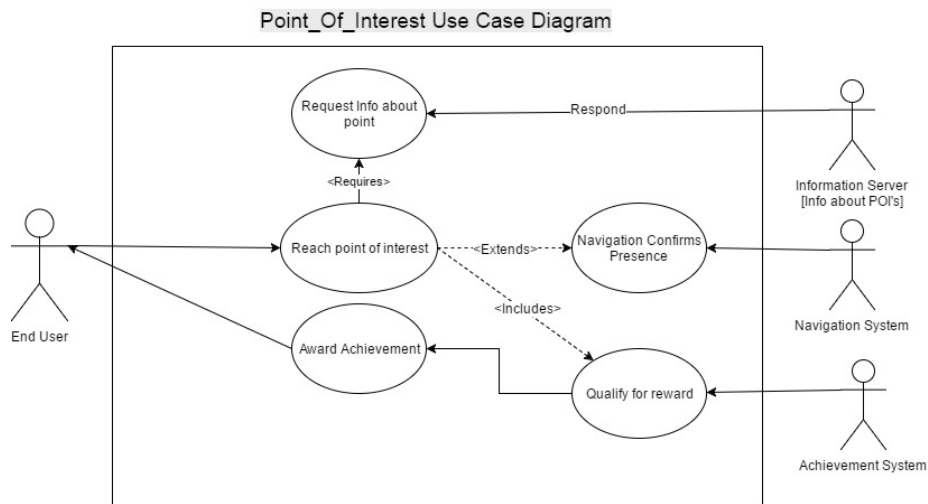 Point_Of_Interest Use Case Diagram
Request Info about
point
Respond
Information Server
[Info about POI's]
<Requires>
Reach point of interest
<Extends>
Navigation Confirms
Presence
Navigation System
End User
<Includes>
Award Achievement
Qualify for reward
Achievement System